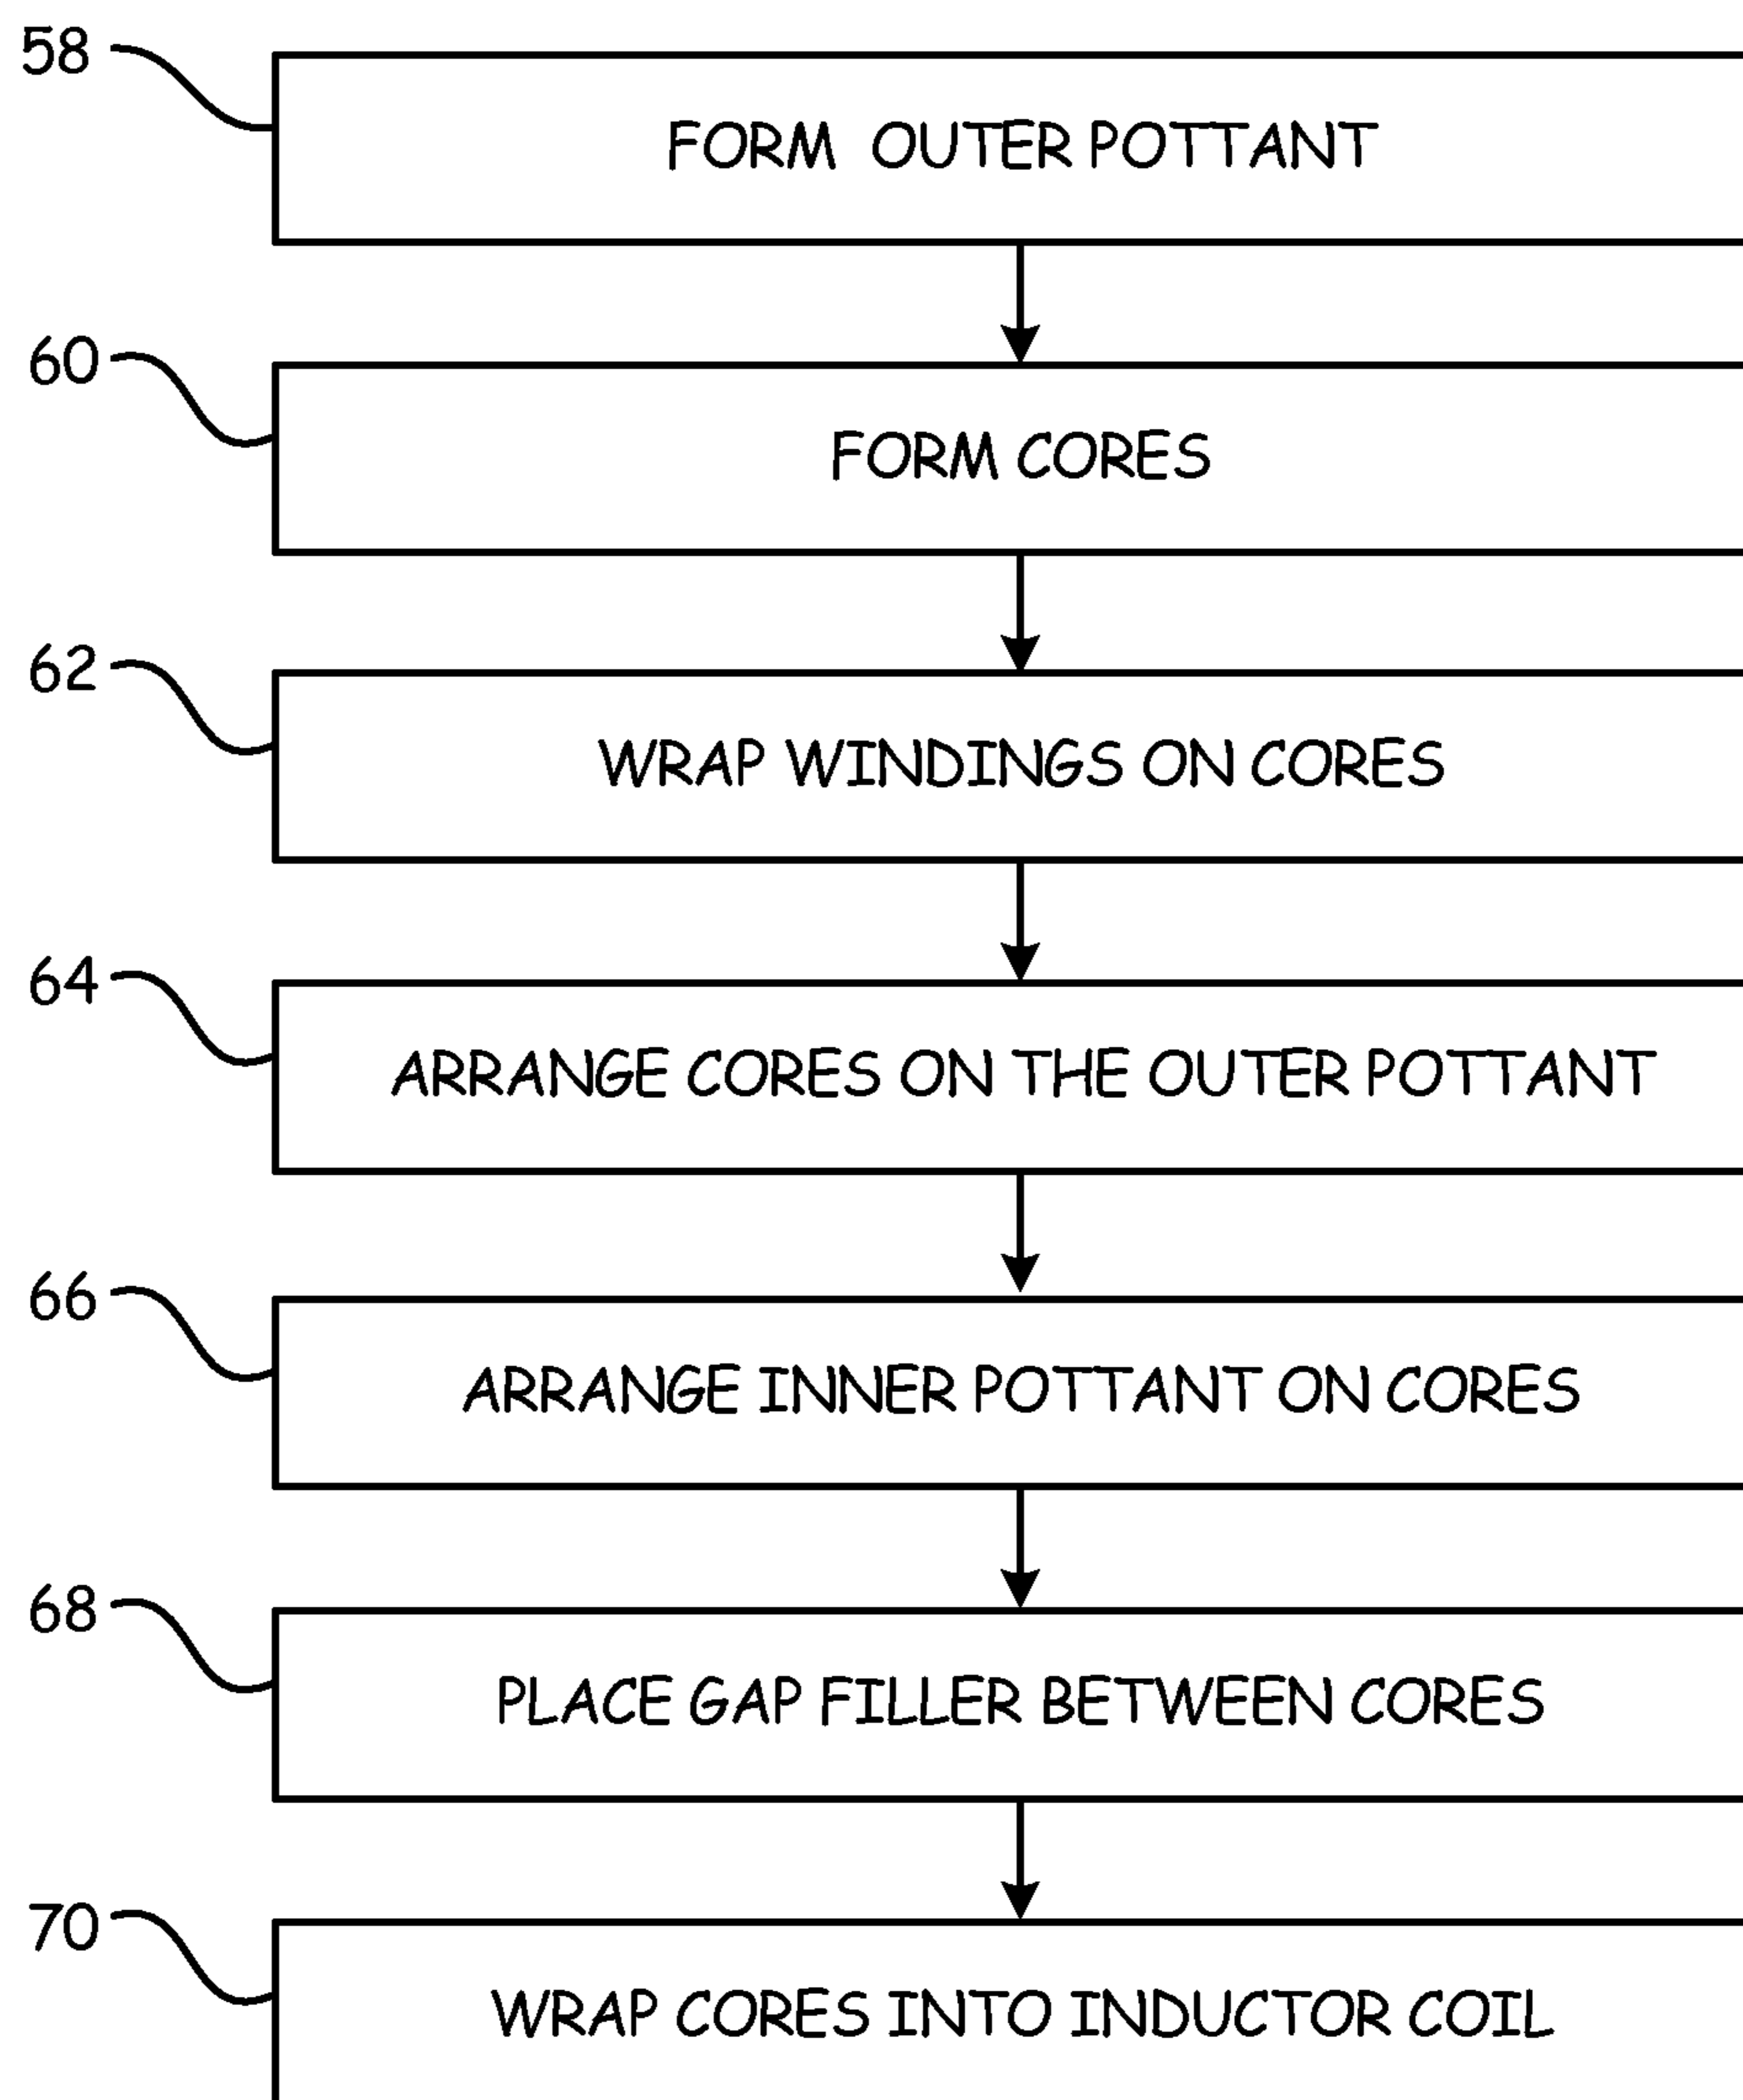 58
FORM OUTER POTTANT
60
FORM CORES
62
WRAP WINDINGS ON CORES
64
ARRANGE CORES ON THE OUTER POTTANT
66
ARRANGE INNER POTTANT ON CORES
68
PLACE GAP FILLER BETWEEN CORES
70
WRAP CORES INTO INDUCTOR COIL